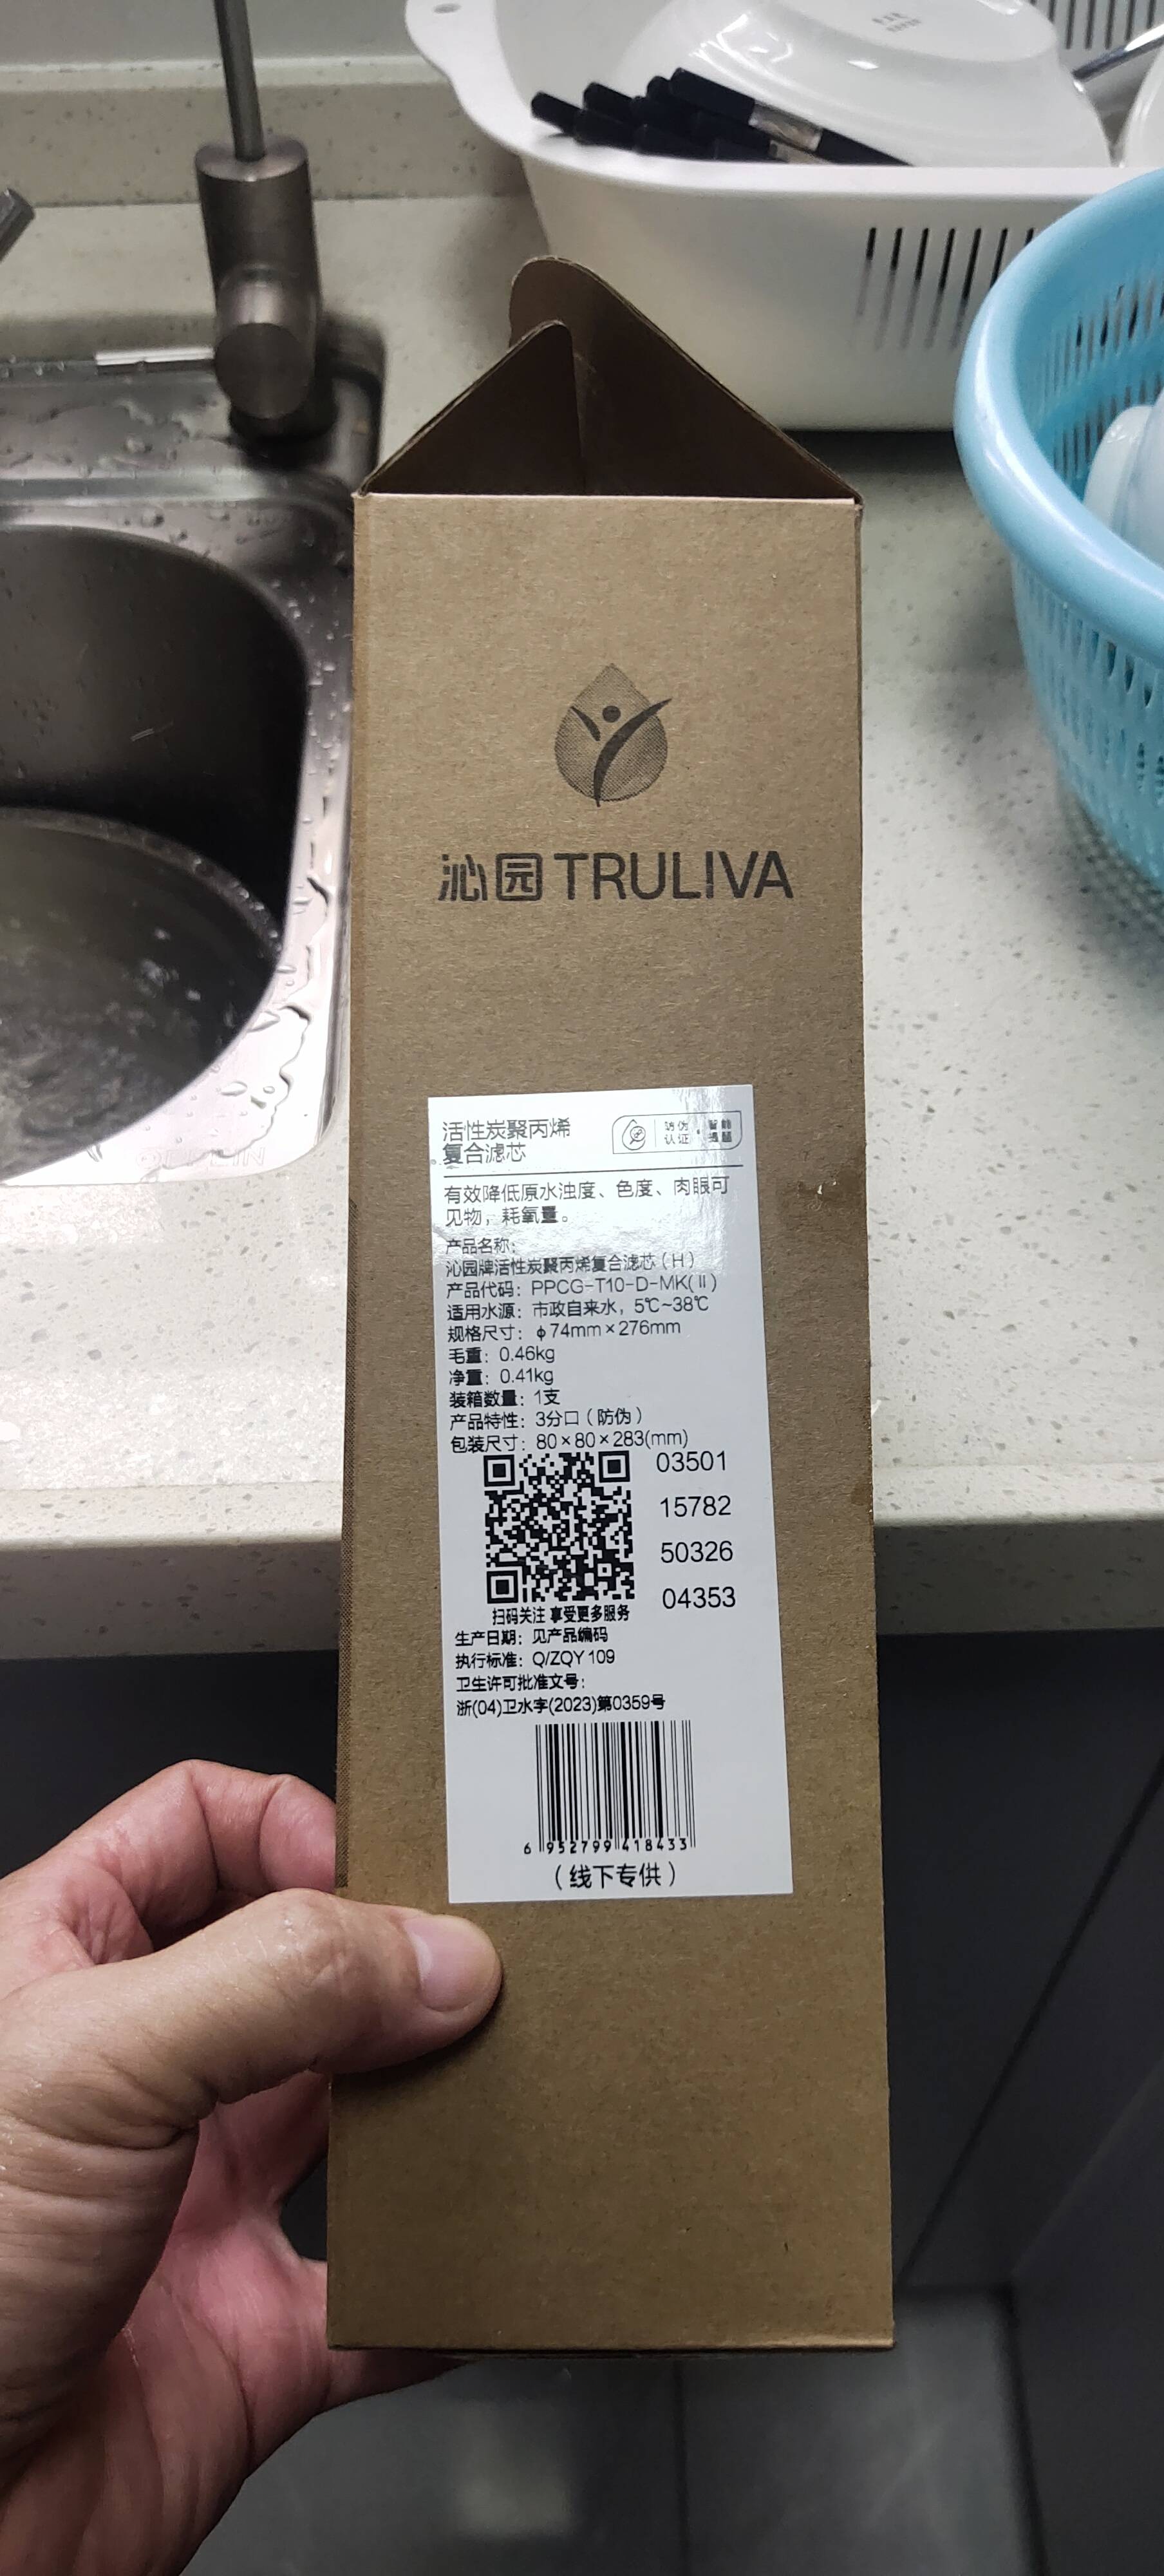 沁园 TRULIVA
活性炭聚丙烯
复合滤芯
防伪
认证
有效降低原水浊度、色度、肉眼可
见物，耗氧量。
产品名称：
沁园牌活性炭聚丙烯复合滤芯（H）
产品代码：PPCG-T10-D-MK(Ⅱ)
适用水源：市政自来水，5℃~38℃
规格尺寸：φ74mm×276mm
毛重：0.46kg
净重：0.41kg
装箱数量：1支
产品特性：3分口（防伪）
包装尺寸：80×80×283(mm)
03501
15782
50326
04353
扫码关注 享受更多服务
生产日期：见产品编码
执行标准：Q/ZQY 109
卫生许可批准文号：
浙(04)卫水字(2023)第0359号
6 952799 418433
（线下专供）